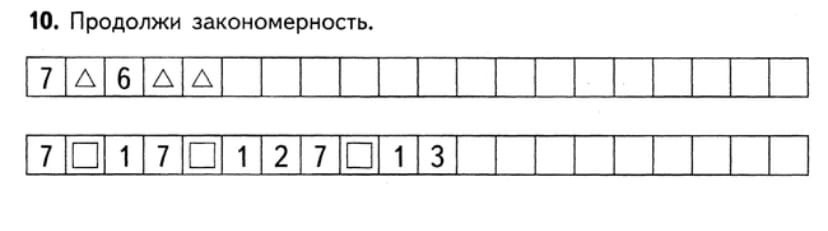 10. Продолжи закономерность.
7 △ 6 △ △
7 □ 1 7 □ 1 2 7 □ 1 3